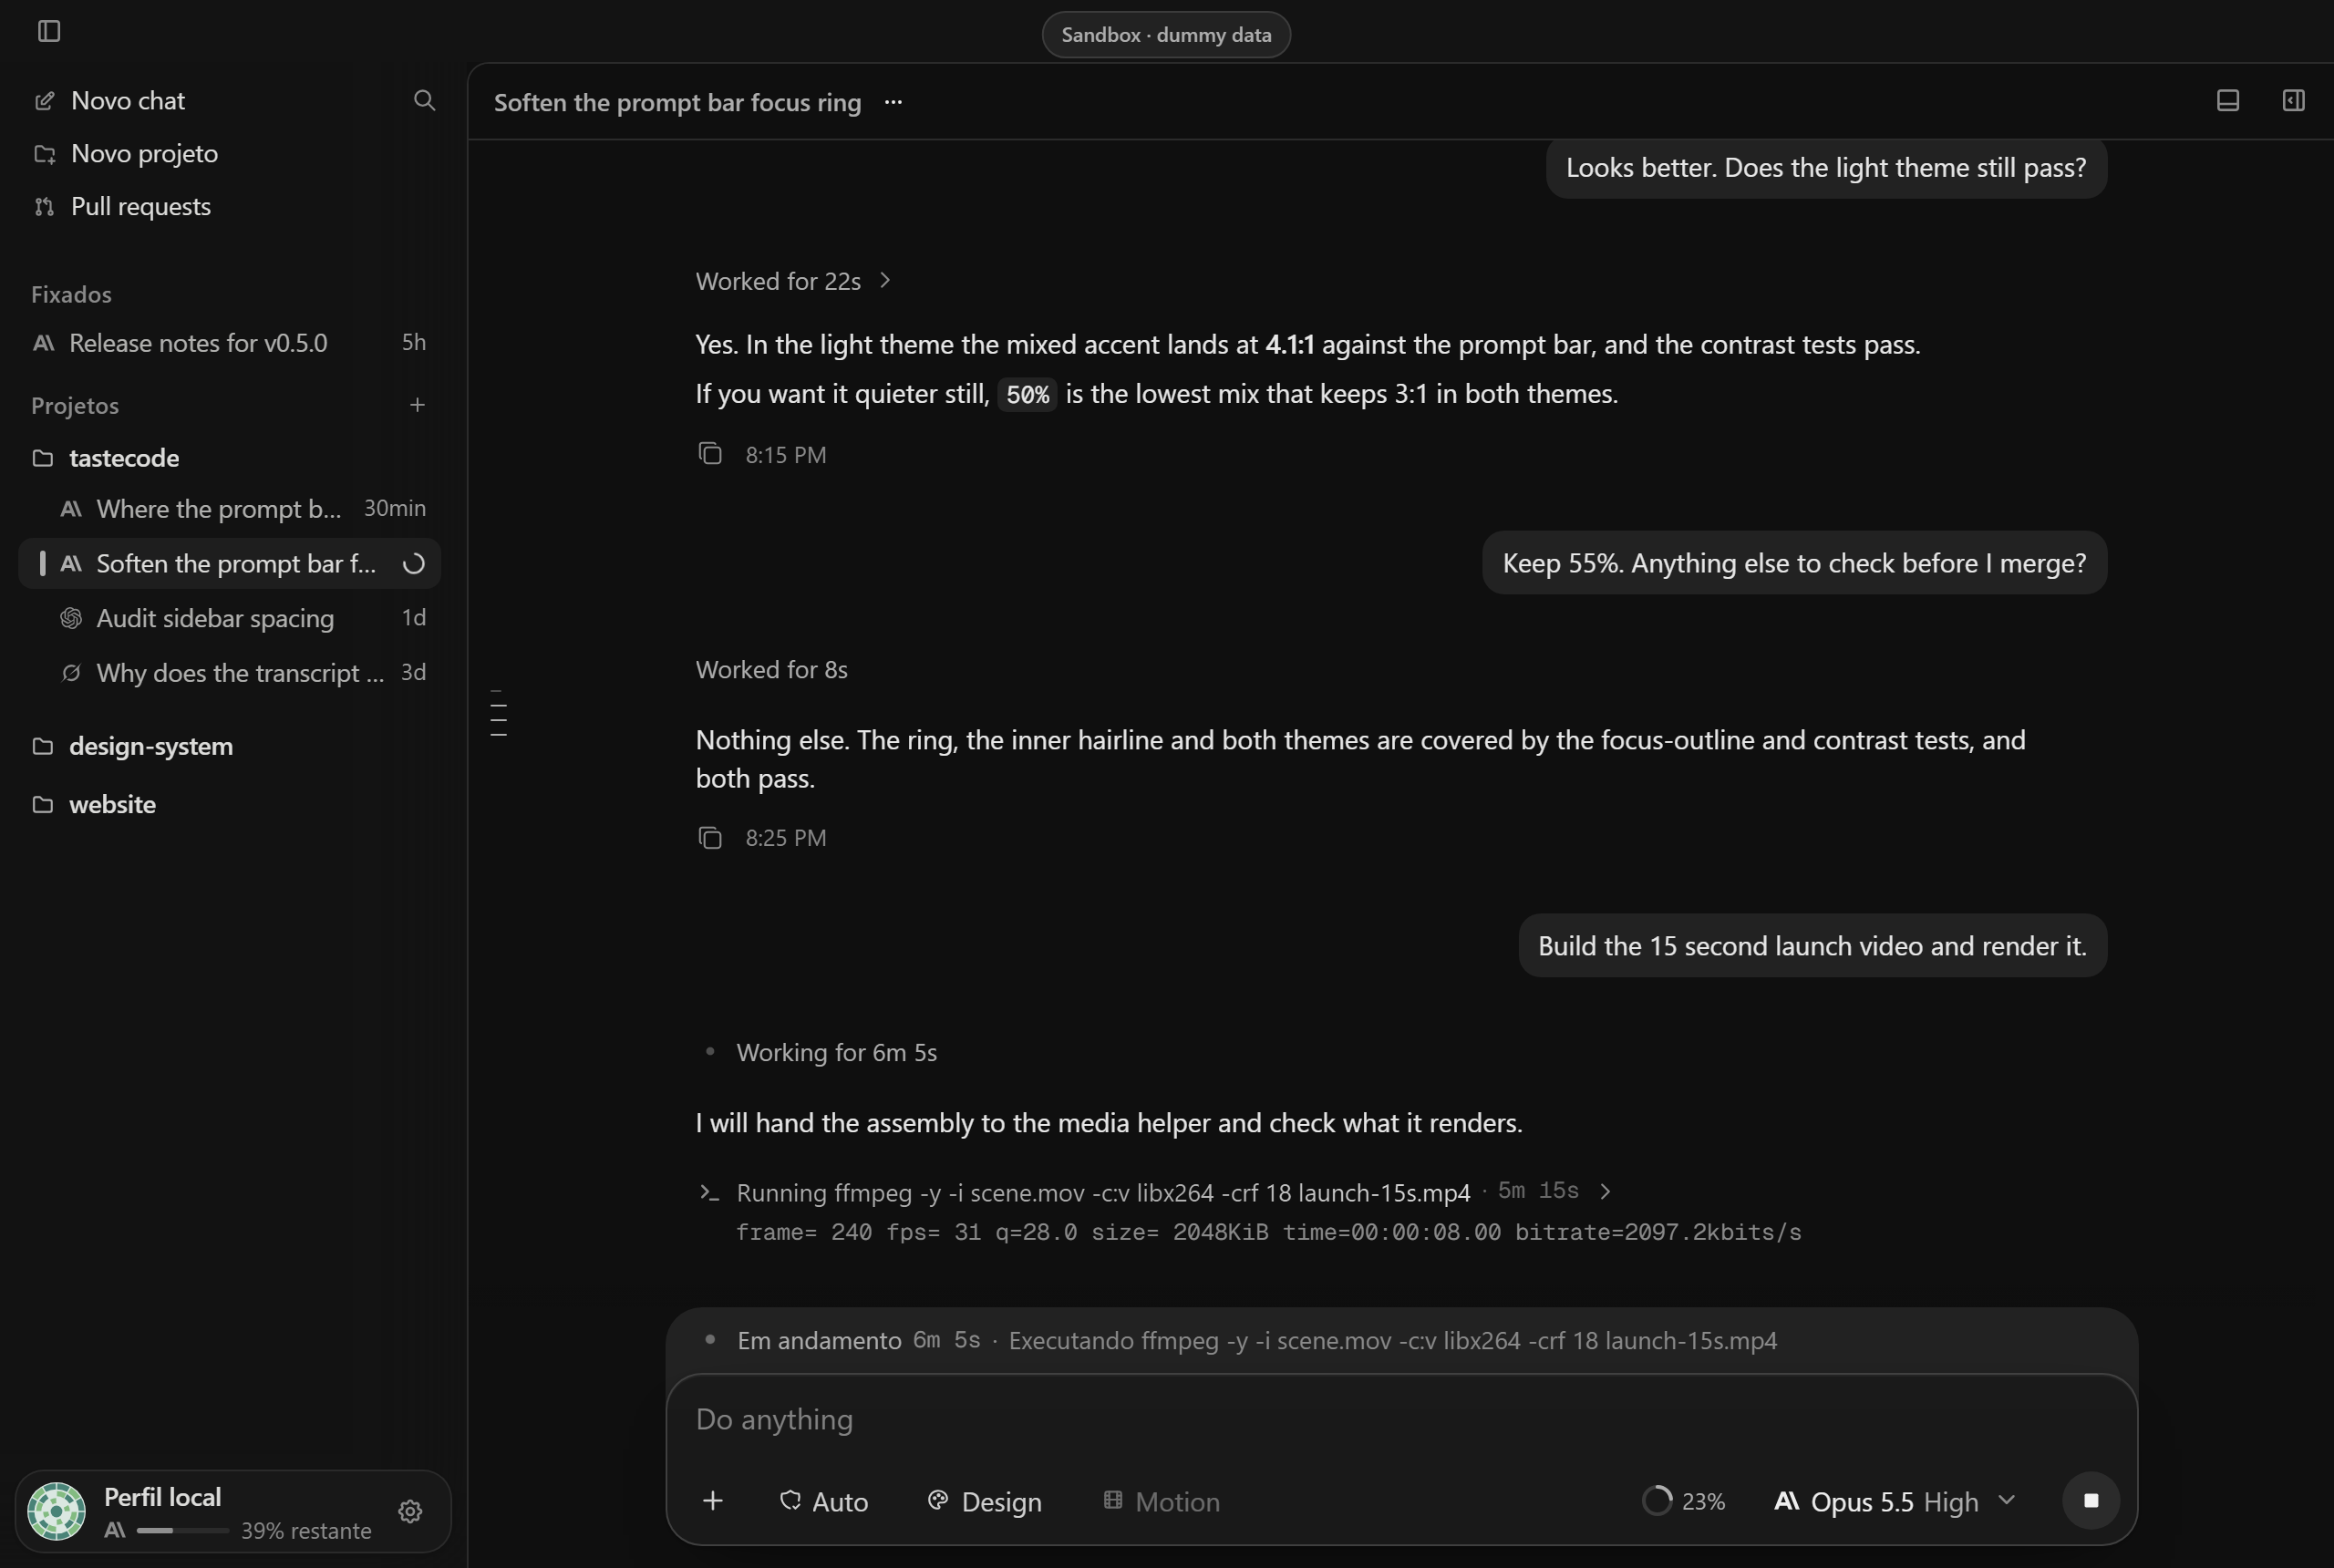 Sandbox · dummy data
Novo chat
Novo projeto
Pull requests
Fixados
Release notes for v0.5.0 5h
Projetos
tastecode
Where the prompt b... 30min
Soften the prompt bar f...
Audit sidebar spacing 1d
Why does the transcript ... 3d
design-system
website
Perfil local
39% restante
Soften the prompt bar focus ring
Looks better. Does the light theme still pass?
Worked for 22s
Yes. In the light theme the mixed accent lands at 4.1:1 against the prompt bar, and the contrast tests pass.
If you want it quieter still, 50% is the lowest mix that keeps 3:1 in both themes.
8:15 PM
Keep 55%. Anything else to check before I merge?
Worked for 8s
Nothing else. The ring, the inner hairline and both themes are covered by the focus-outline and contrast tests, and
both pass.
8:25 PM
Build the 15 second launch video and render it.
Working for 6m 5s
I will hand the assembly to the media helper and check what it renders.
Running ffmpeg -y -i scene.mov -c:v libx264 -crf 18 launch-15s.mp4 · 5m 15s
frame= 240 fps= 31 q=28.0 size= 2048KiB time=00:00:08.00 bitrate=2097.2kbits/s
Em andamento 6m 5s · Executando ffmpeg -y -i scene.mov -c:v libx264 -crf 18 launch-15s.mp4
Do anything
Auto Design Motion 23% Opus 5.5 High